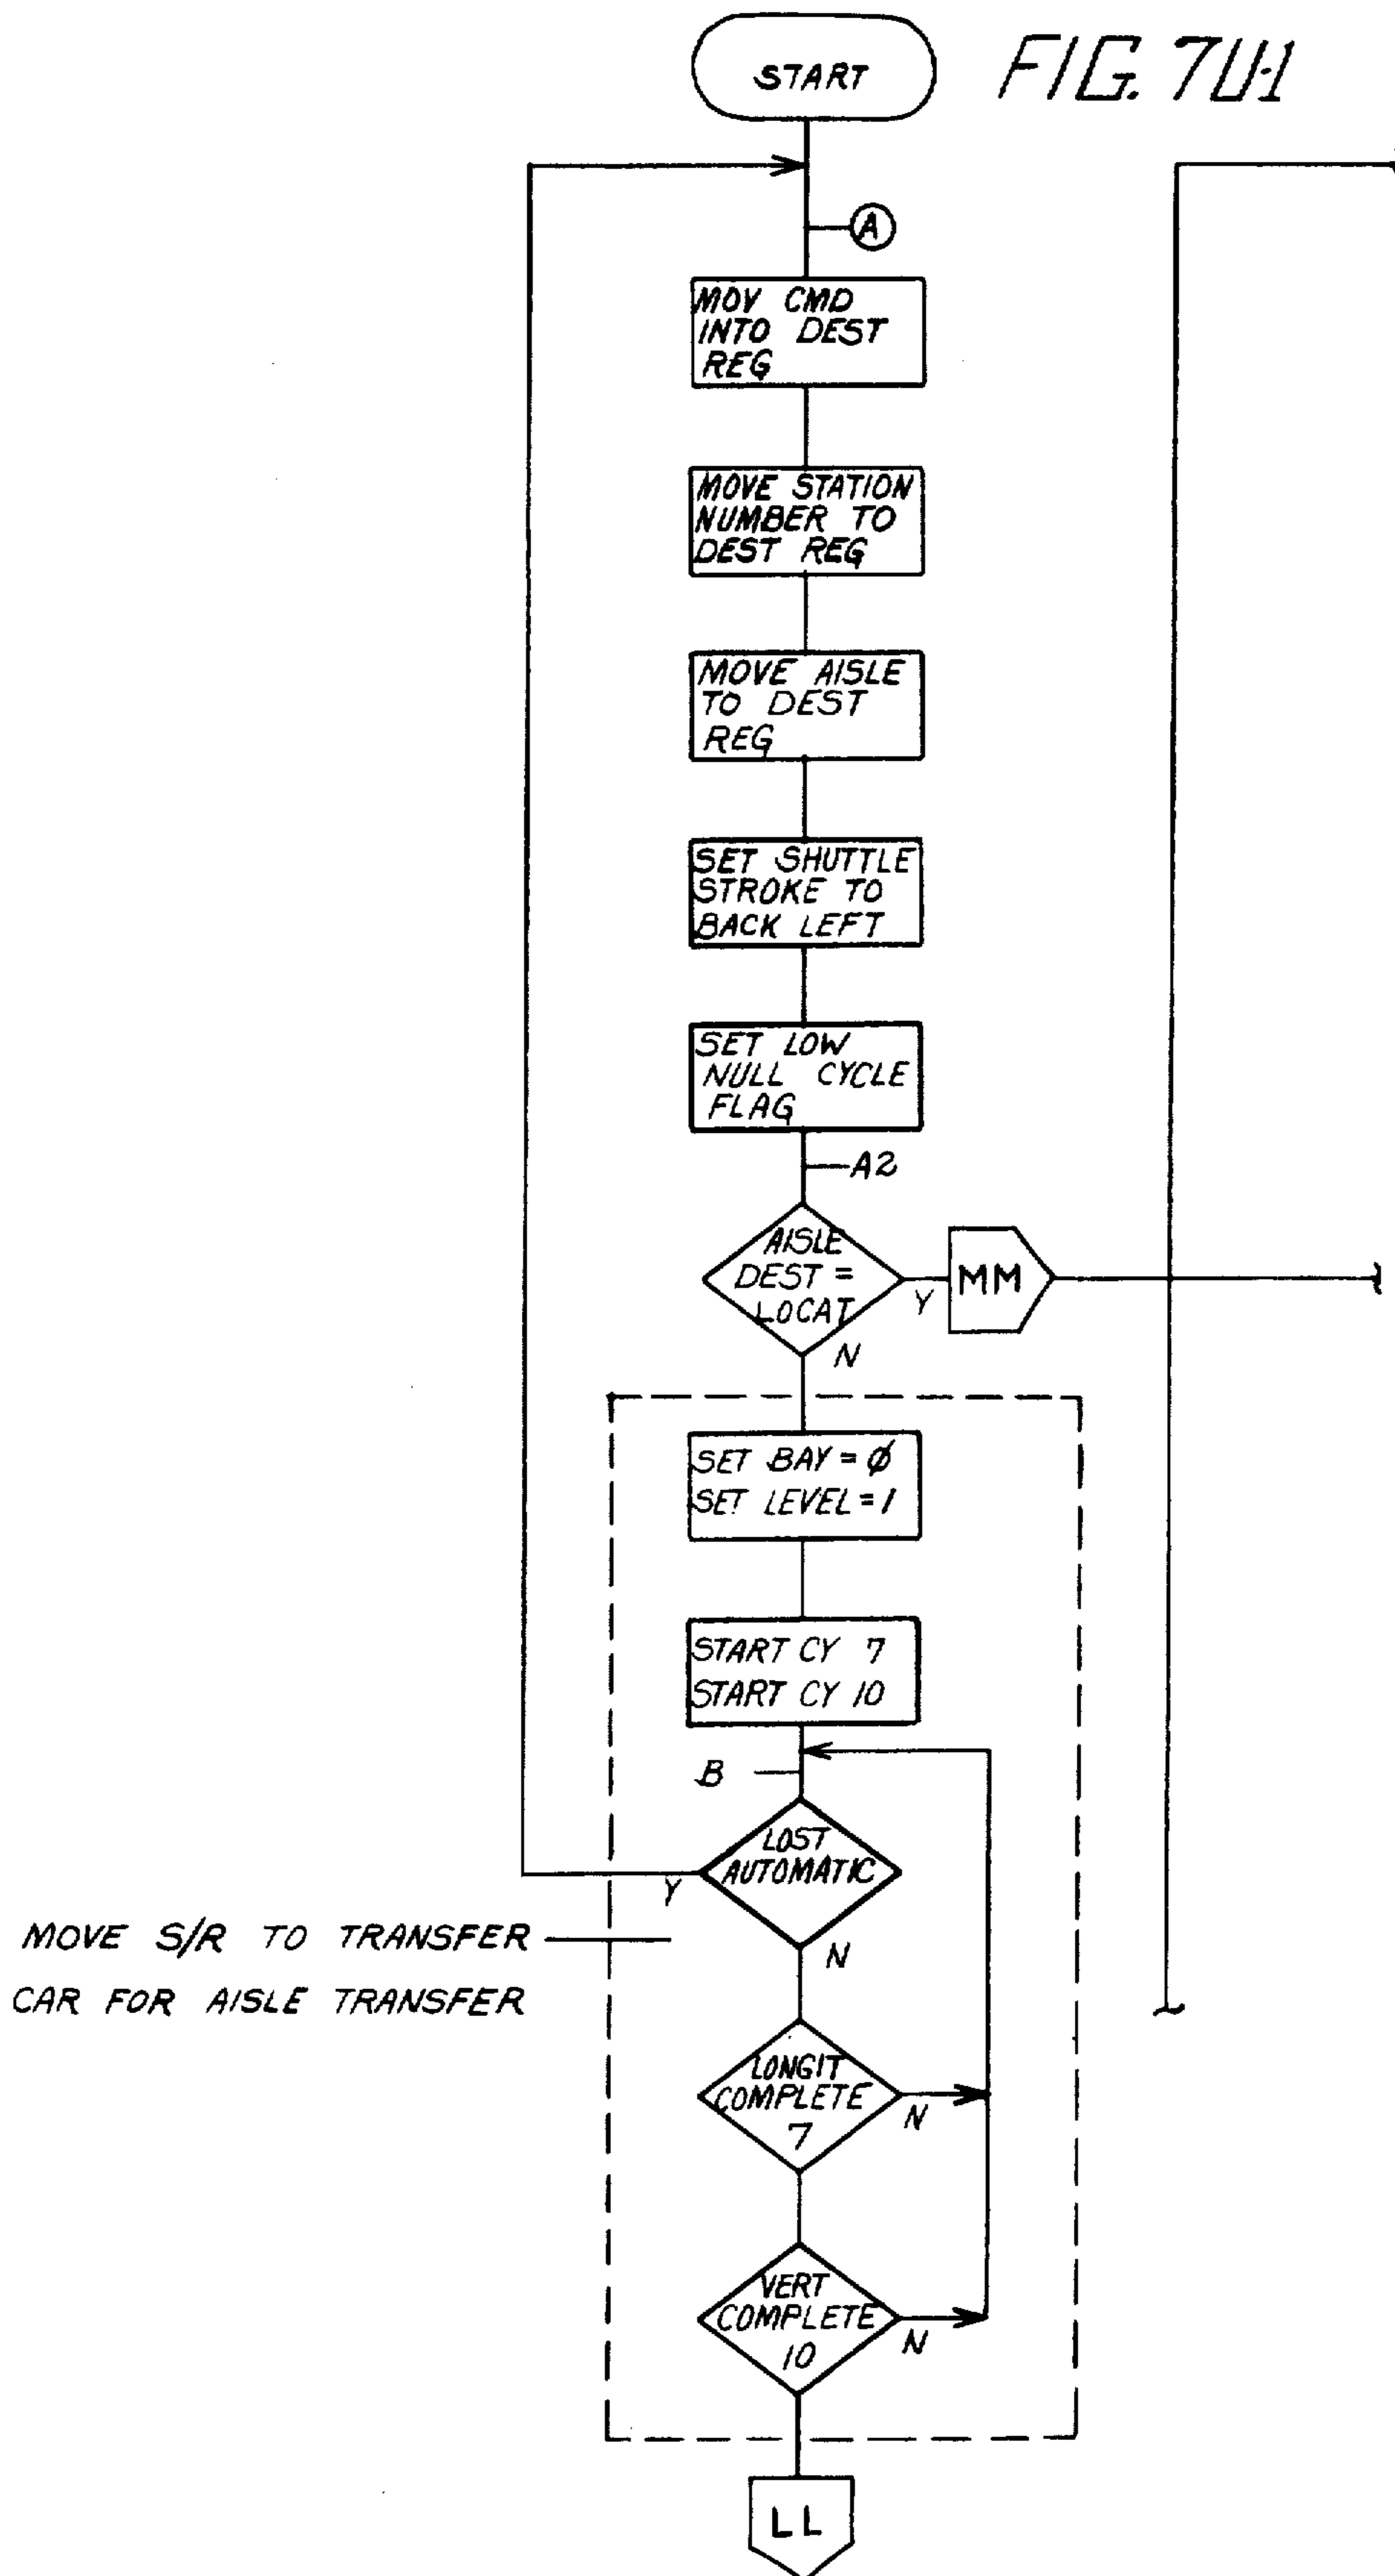 START
FIG. 7U-1
A
MOV CMD
INTO DEST
REG
MOVE STATION
NUMBER TO
DEST REG
MOVE AISLE
TO DEST
REG
SET SHUTTLE
STROKE TO
BACK LEFT
SET LOW
NULL CYCLE
FLAG
A2
AISLE
DEST =
LOCAT
Y
MM
N
SET BAY = Ø
SET LEVEL = 1
START CY 7
START CY 10
B
LOST
AUTOMATIC
Y
N
MOVE S/R TO TRANSFER
CAR FOR AISLE TRANSFER
LONGIT
COMPLETE
7
N
VERT
COMPLETE
10
N
LL